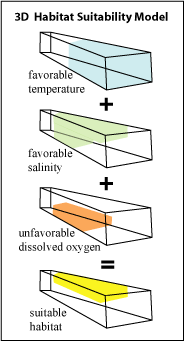 3D Habitat Suitability Model
favorable
temperature
+
favorable
salinity
+
unfavorable
dissolved oxygen
=
suitable
habitat